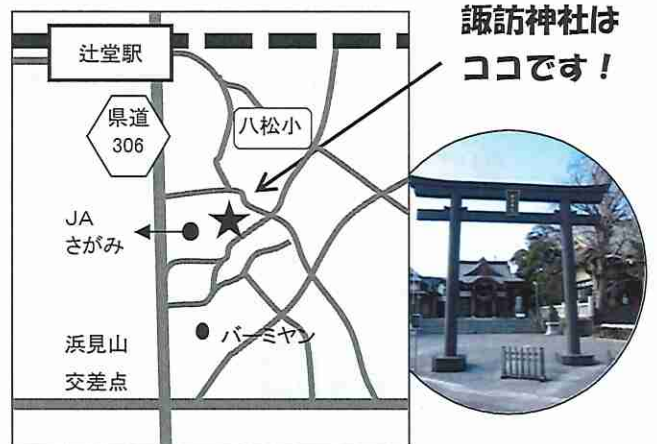 諏訪神社は
ココです！
辻堂駅
県道
306
八松小
JA
さがみ
バーミヤン
浜見山
交差点